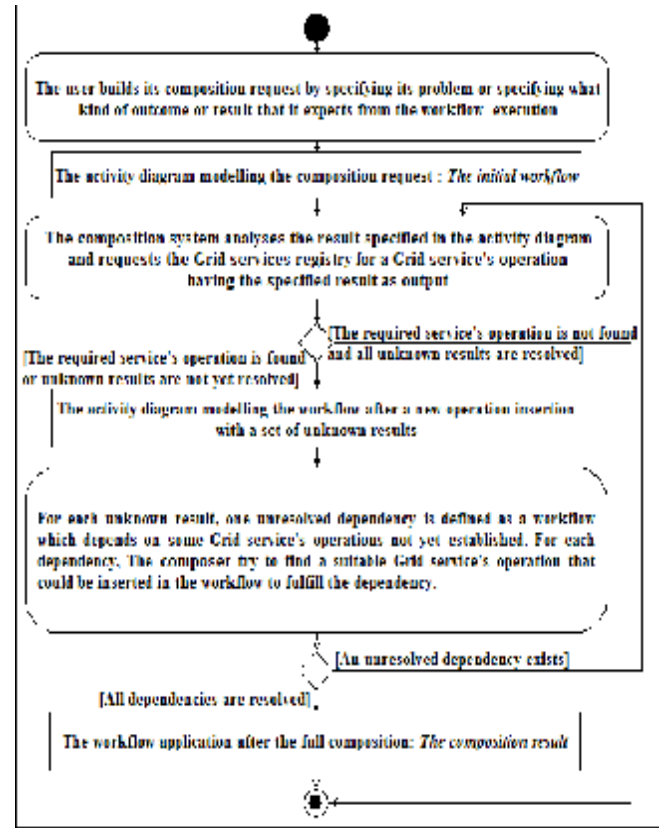 The user builds its composition request by specifying its problem or specifying what
kind of outcome or result that it expects from the workflow execution
The activity diagram modelling the composition request : The initial workflow
The composition system analyses the result specified in the activity diagram
and requests the Grid services registry for a Grid service's operation
having the specified result as output
[The required service's operation is not found
and all unknown results are resolved]
[The required service's operation is found
or unknown results are not yet resolved]
The activity diagram modelling the workflow after a new operation insertion
with a set of unknown results
For each unknown result, one unresolved dependency is defined as a workflow
which depends on some Grid service's operations not yet established. For each
dependency, The composer try to find a suitable Grid service's operation that
could be inserted in the workflow to fulfill the dependency.
[An unresolved dependency exists]
[All dependencies are resolved]
The workflow application after the full composition: The composition result